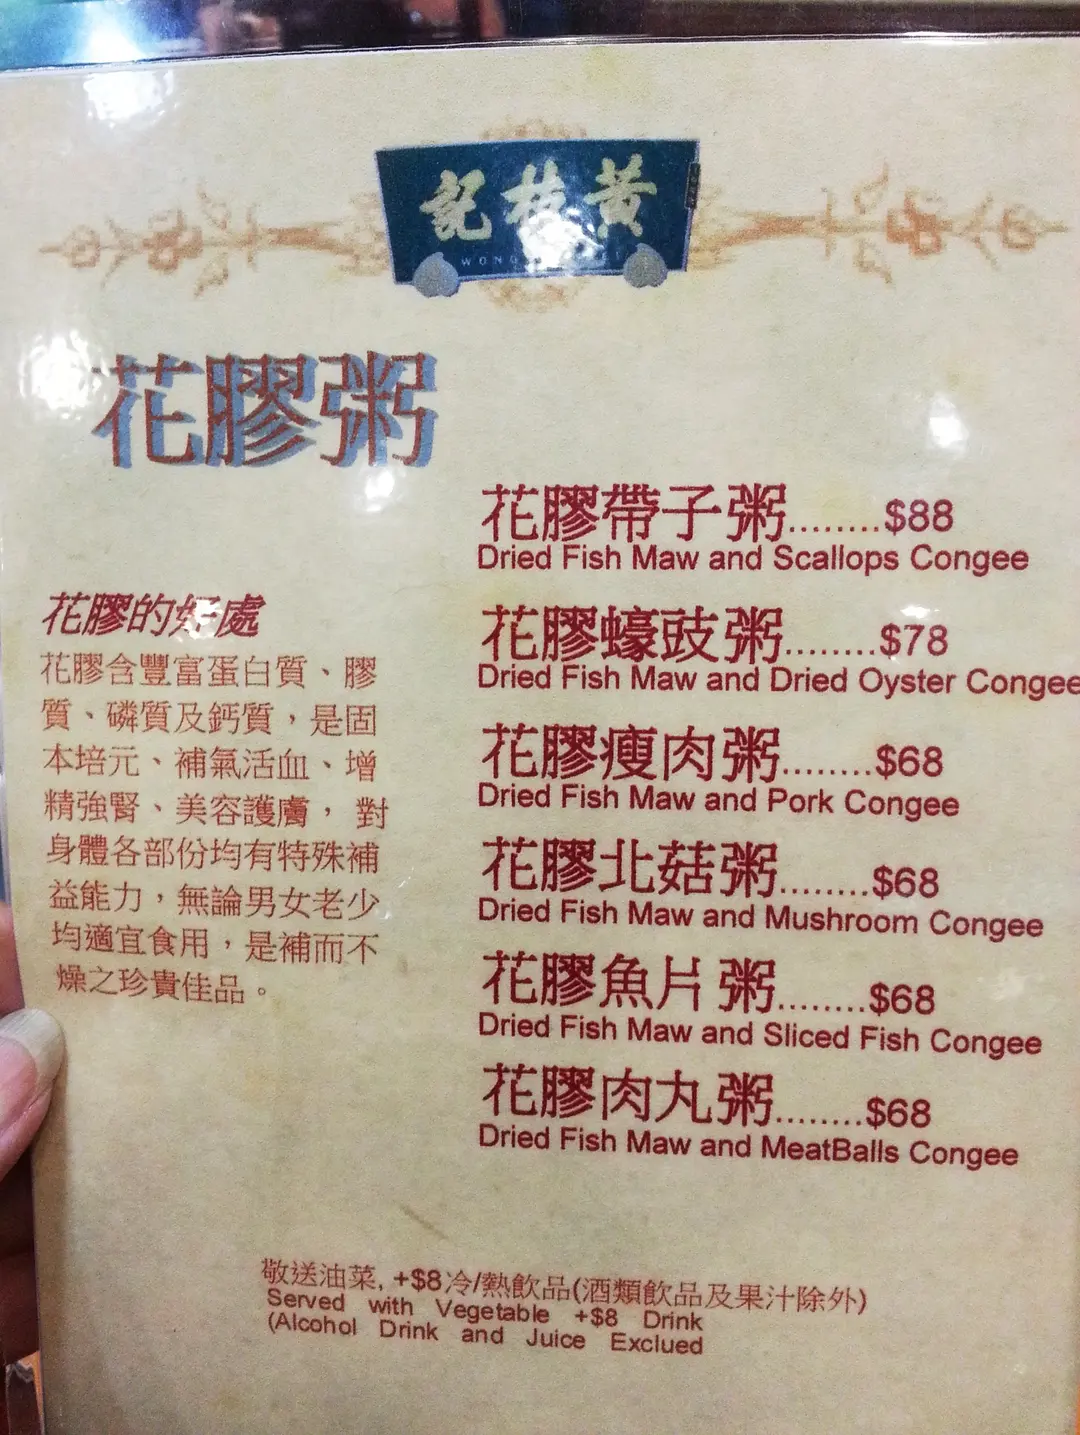 記枝黃
WONG
花膠粥
花膠帶子粥........$88
Dried Fish Maw and Scallops Congee
花膠蠔豉粥........$78
Dried Fish Maw and Dried Oyster Congee
花膠瘦肉粥........$68
Dried Fish Maw and Pork Congee
花膠北菇粥........$68
Dried Fish Maw and Mushroom Congee
花膠魚片粥........$68
Dried Fish Maw and Sliced Fish Congee
花膠肉丸粥........$68
Dried Fish Maw and MeatBalls Congee
花膠的好處
花膠含豐富蛋白質、膠
質、磷質及鈣質，是固
本培元、補氣活血、增
精強腎、美容護膚， 對
身體各部份均有特殊補
益能力，無論男女老少
均適宜食用，是補而不
燥之珍貴佳品。
敬送油菜, +$8冷/熱飲品(酒類飲品及果汁除外)
Served with Vegetable +$8 Drink
(Alcohol Drink and Juice Exclued